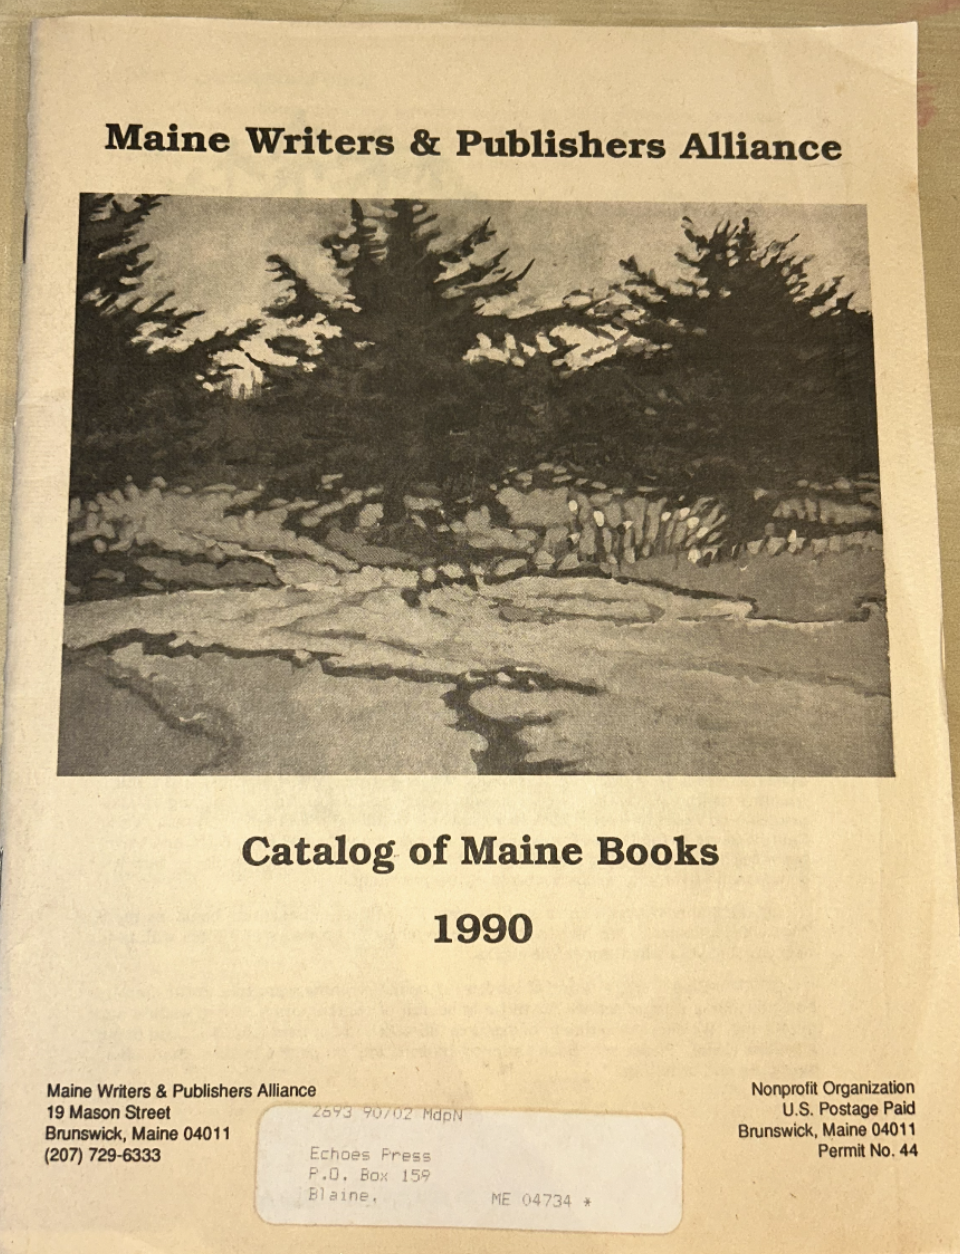 Maine Writers & Publishers Alliance
Catalog of Maine Books
1990
Maine Writers & Publishers Alliance
19 Mason Street
Brunswick, Maine 04011
(207) 729-6333
2693 90/02 MdpN
Echoes Press
P.O. Box 159
Blaine, ME 04734 *
Nonprofit Organization
U.S. Postage Paid
Brunswick, Maine 04011
Permit No. 44